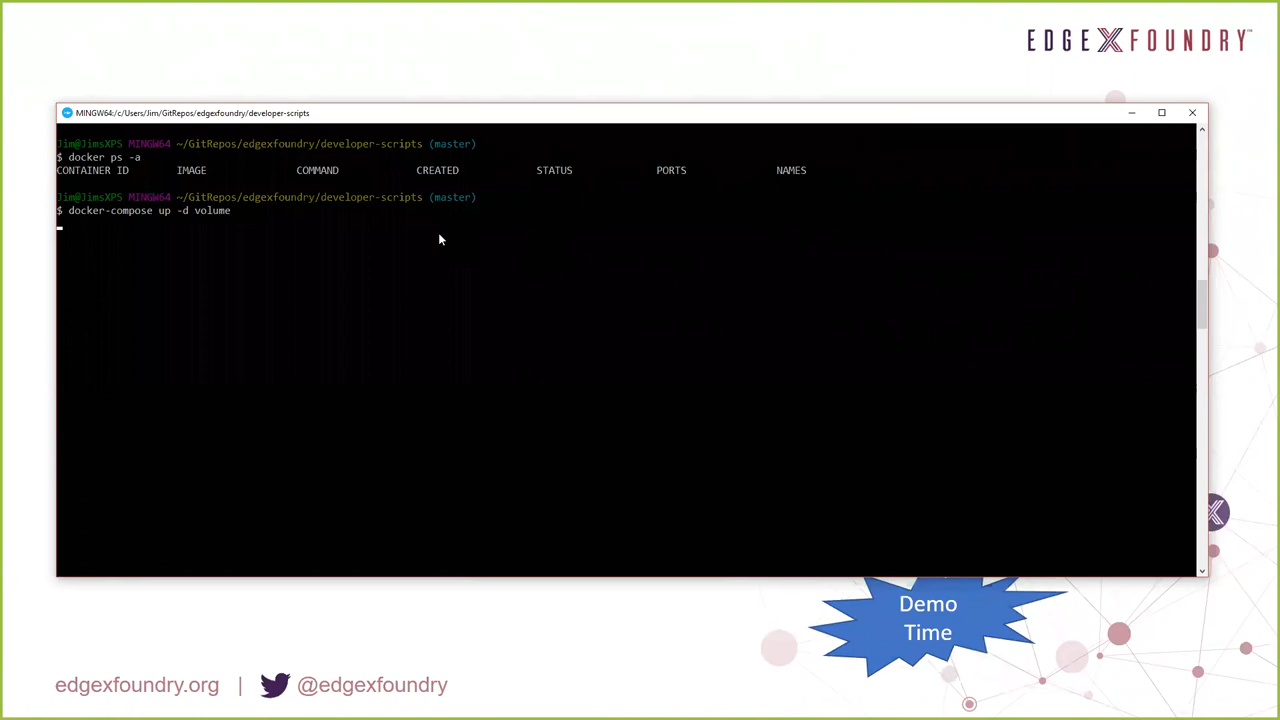 EDGE X FOUNDRY™
MINGW64:/c/Users/Jim/GitRepos/edgexfoundry/developer-scripts
Jim@JimsXPS MINGW64 ~/GitRepos/edgexfoundry/developer-scripts (master)
$ docker ps -a
CONTAINER ID IMAGE COMMAND CREATED STATUS PORTS NAMES
Jim@JimsXPS MINGW64 ~/GitRepos/edgexfoundry/developer-scripts (master)
$ docker-compose up -d volume
Demo
Time
edgexfoundry.org | @edgexfoundry